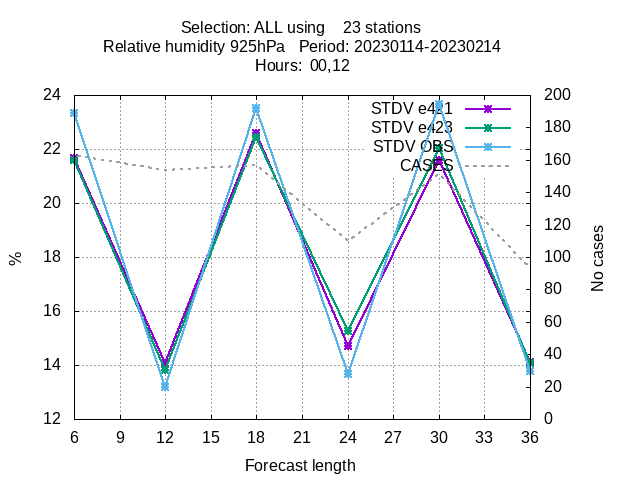 Selection: ALL using    23 stations
Relative humidity 925hPa   Period: 20230114-20230214
Hours:  00,12
24
22
20
18
16
14
12
%
200
180
160
140
120
100
80
60
40
20
0
No cases
STDV e423
STDV OBS
CASES
6 9 12 15 18 21 24 27 30 33 36
Forecast length